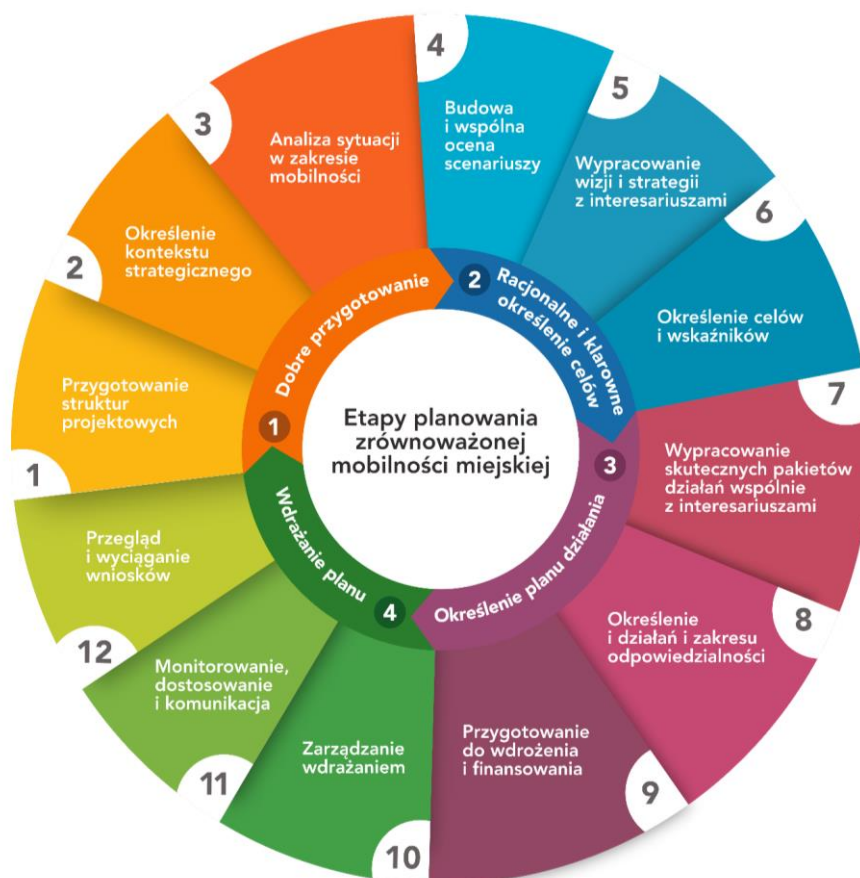 Etapy planowania
zrównoważonej
mobilności miejskiej
1
Dobre przygotowanie
2
Racjonalne i klarowne
określenie celów
3
Określenie planu działania
4
Wdrażanie planu
1
Przygotowanie
struktur
projektowych
2
Określenie
kontekstu
strategicznego
3
Analiza sytuacji
w zakresie
mobilności
4
Budowa
i wspólna
ocena
scenariuszy
5
Wypracowanie
wizji i strategii
z interesariuszami
6
Określenie celów
i wskaźników
7
Wypracowanie
skutecznych pakietów
działań wspólnie
z interesariuszami
8
Określenie
i działań i zakresu
odpowiedzialności
9
Przygotowanie
do wdrożenia
i finansowania
10
Zarządzanie
wdrażaniem
11
Monitorowanie,
dostosowanie
i komunikacja
12
Przegląd
i wyciąganie
wniosków